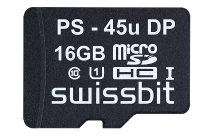 PS - 45u DP
16GB micro SD
10 U1 HC I
swissbit